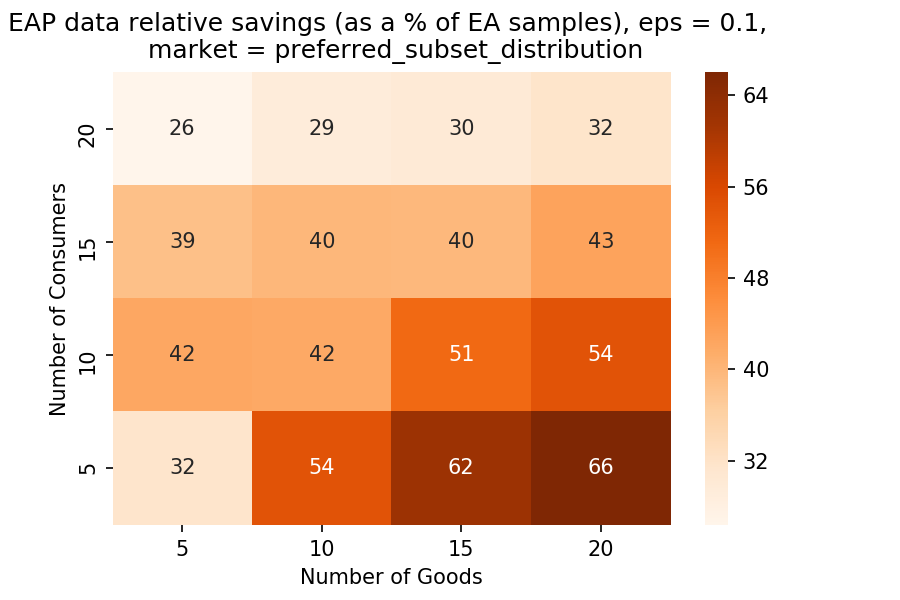 EAP data relative savings (as a % of EA samples), eps = 0.1,
market = preferred_subset_distribution
Number of Consumers
20 26 29 30 32
15 39 40 40 43
10 42 42 51 54
5 32 54 62 66
5 10 15 20
Number of Goods
64
56
48
40
32